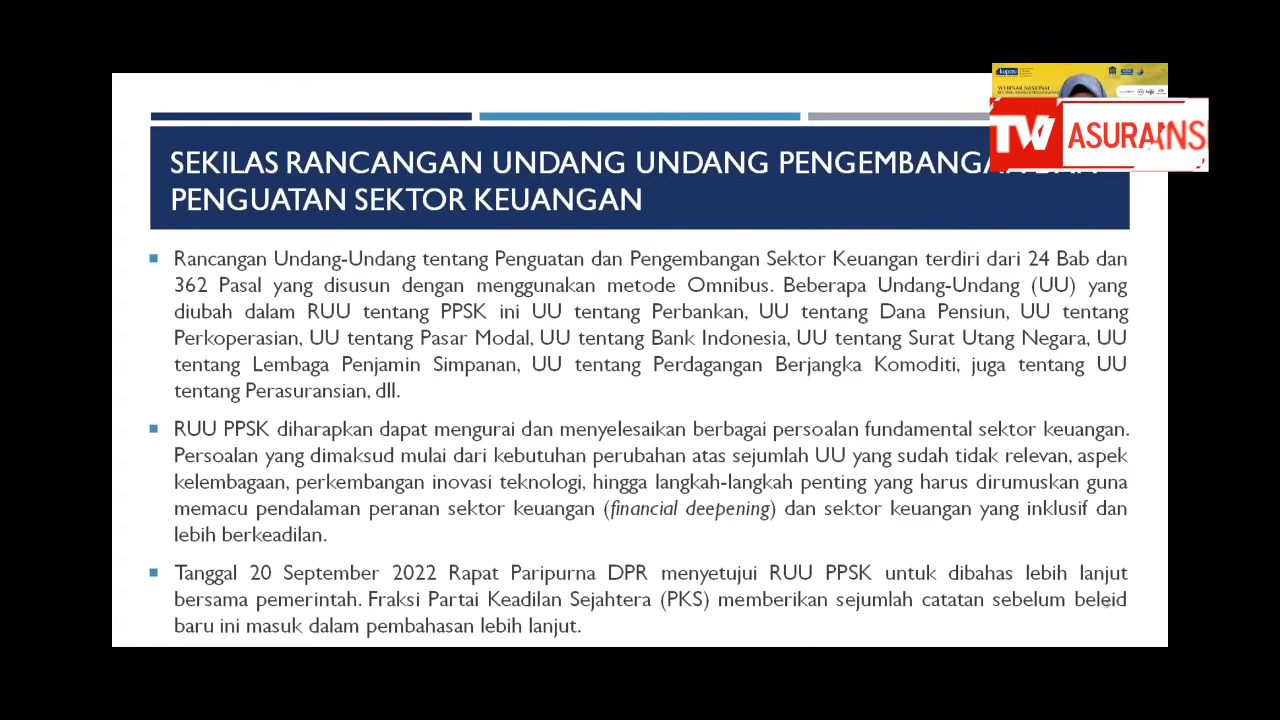 WEBINAR NASIONAL
TV ASURANSI
SEKILAS RANCANGAN UNDANG UNDANG PENGEMBANGAN DAN
PENGUATAN SEKTOR KEUANGAN
Rancangan Undang-Undang tentang Penguatan dan Pengembangan Sektor Keuangan terdiri dari 24 Bab dan
362 Pasal yang disusun dengan menggunakan metode Omnibus. Beberapa Undang-Undang (UU) yang
diubah dalam RUU tentang PPSK ini UU tentang Perbankan, UU tentang Dana Pensiun, UU tentang
Perkoperasian, UU tentang Pasar Modal, UU tentang Bank Indonesia, UU tentang Surat Utang Negara, UU
tentang Lembaga Penjamin Simpanan, UU tentang Perdagangan Berjangka Komoditi, juga tentang UU
tentang Perasuransian, dll.
RUU PPSK diharapkan dapat mengurai dan menyelesaikan berbagai persoalan fundamental sektor keuangan.
Persoalan yang dimaksud mulai dari kebutuhan perubahan atas sejumlah UU yang sudah tidak relevan, aspek
kelembagaan, perkembangan inovasi teknologi, hingga langkah-langkah penting yang harus dirumuskan guna
memacu pendalaman peranan sektor keuangan (financial deepening) dan sektor keuangan yang inklusif dan
lebih berkeadilan.
Tanggal 20 September 2022 Rapat Paripurna DPR menyetujui RUU PPSK untuk dibahas lebih lanjut
bersama pemerintah. Fraksi Partai Keadilan Sejahtera (PKS) memberikan sejumlah catatan sebelum beleid
baru ini masuk dalam pembahasan lebih lanjut.